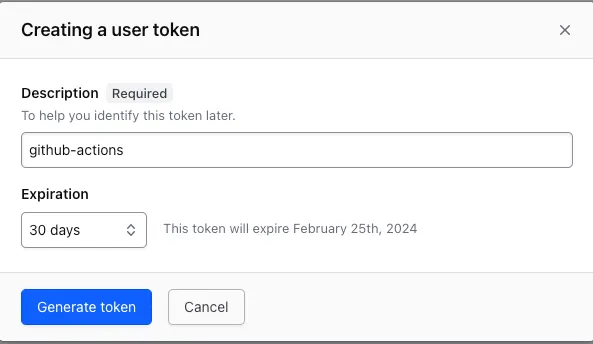 Creating a user token
Description Required
To help you identify this token later.
github-actions
Expiration
30 days This token will expire February 25th, 2024
Generate token Cancel